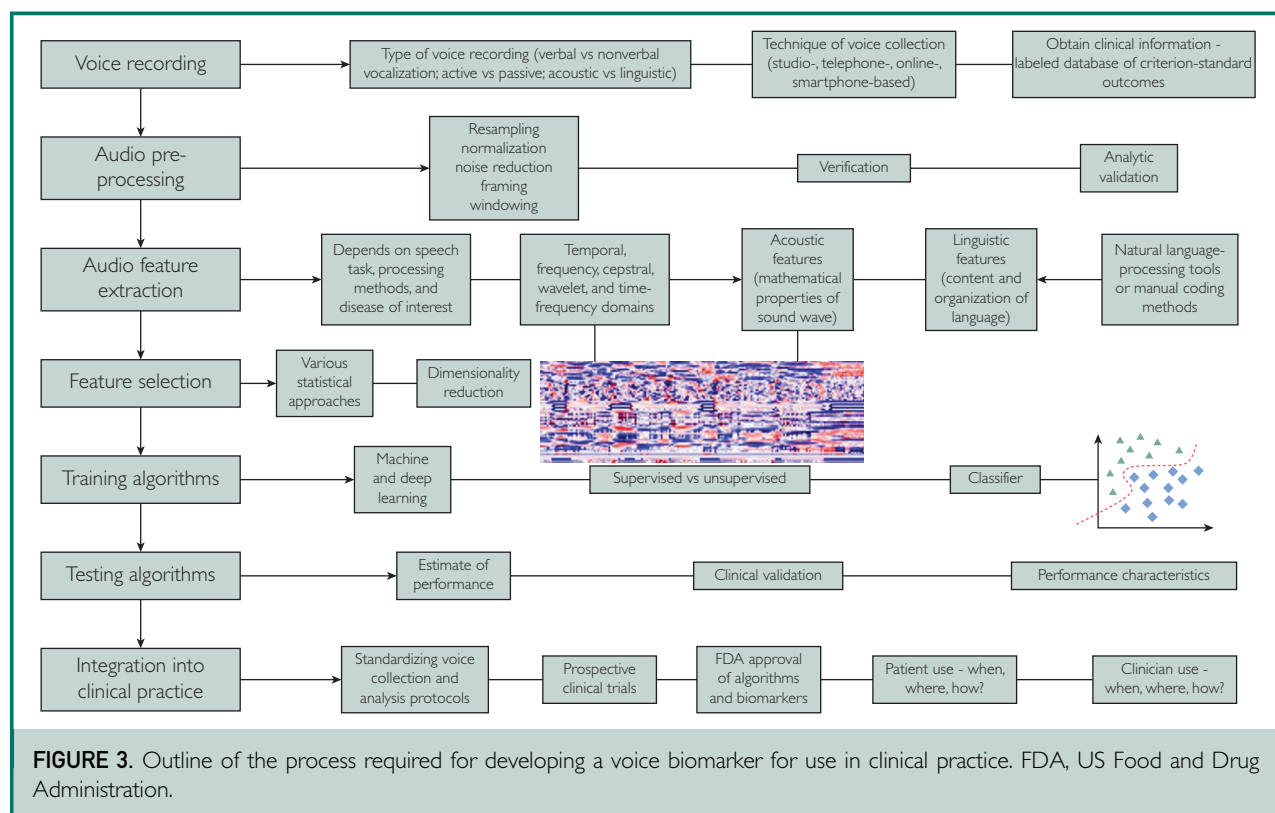 Voice recording
Type of voice recording (verbal vs nonverbal
vocalization; active vs passive; acoustic vs linguistic)
Technique of voice collection
(studio-, telephone-, online-,
smartphone-based)
Obtain clinical information -
labeled database of criterion-standard
outcomes
Audio pre-
processing
Resampling
normalization
noise reduction
framing
windowing
Verification
Analytic
validation
Audio feature
extraction
Depends on speech
task, processing
methods, and
disease of interest
Temporal,
frequency, cepstral,
wavelet, and time-
frequency domains
Acoustic
features
(mathematical
properties of
sound wave)
Linguistic
features
(content and
organization of
language)
Natural language-
processing tools
or manual coding
methods
Feature selection
Various
statistical
approaches
Dimensionality
reduction
Training algorithms
Machine
and deep
learning
Supervised vs unsupervised
Classifier
Testing algorithms
Estimate of
performance
Clinical validation
Performance characteristics
Integration into
clinical practice
Standardizing voice
collection and
analysis protocols
Prospective
clinical trials
FDA approval
of algorithms
and biomarkers
Patient use - when,
where, how?
Clinician use -
when, where, how?
FIGURE 3. Outline of the process required for developing a voice biomarker for use in clinical practice. FDA, US Food and Drug
Administration.